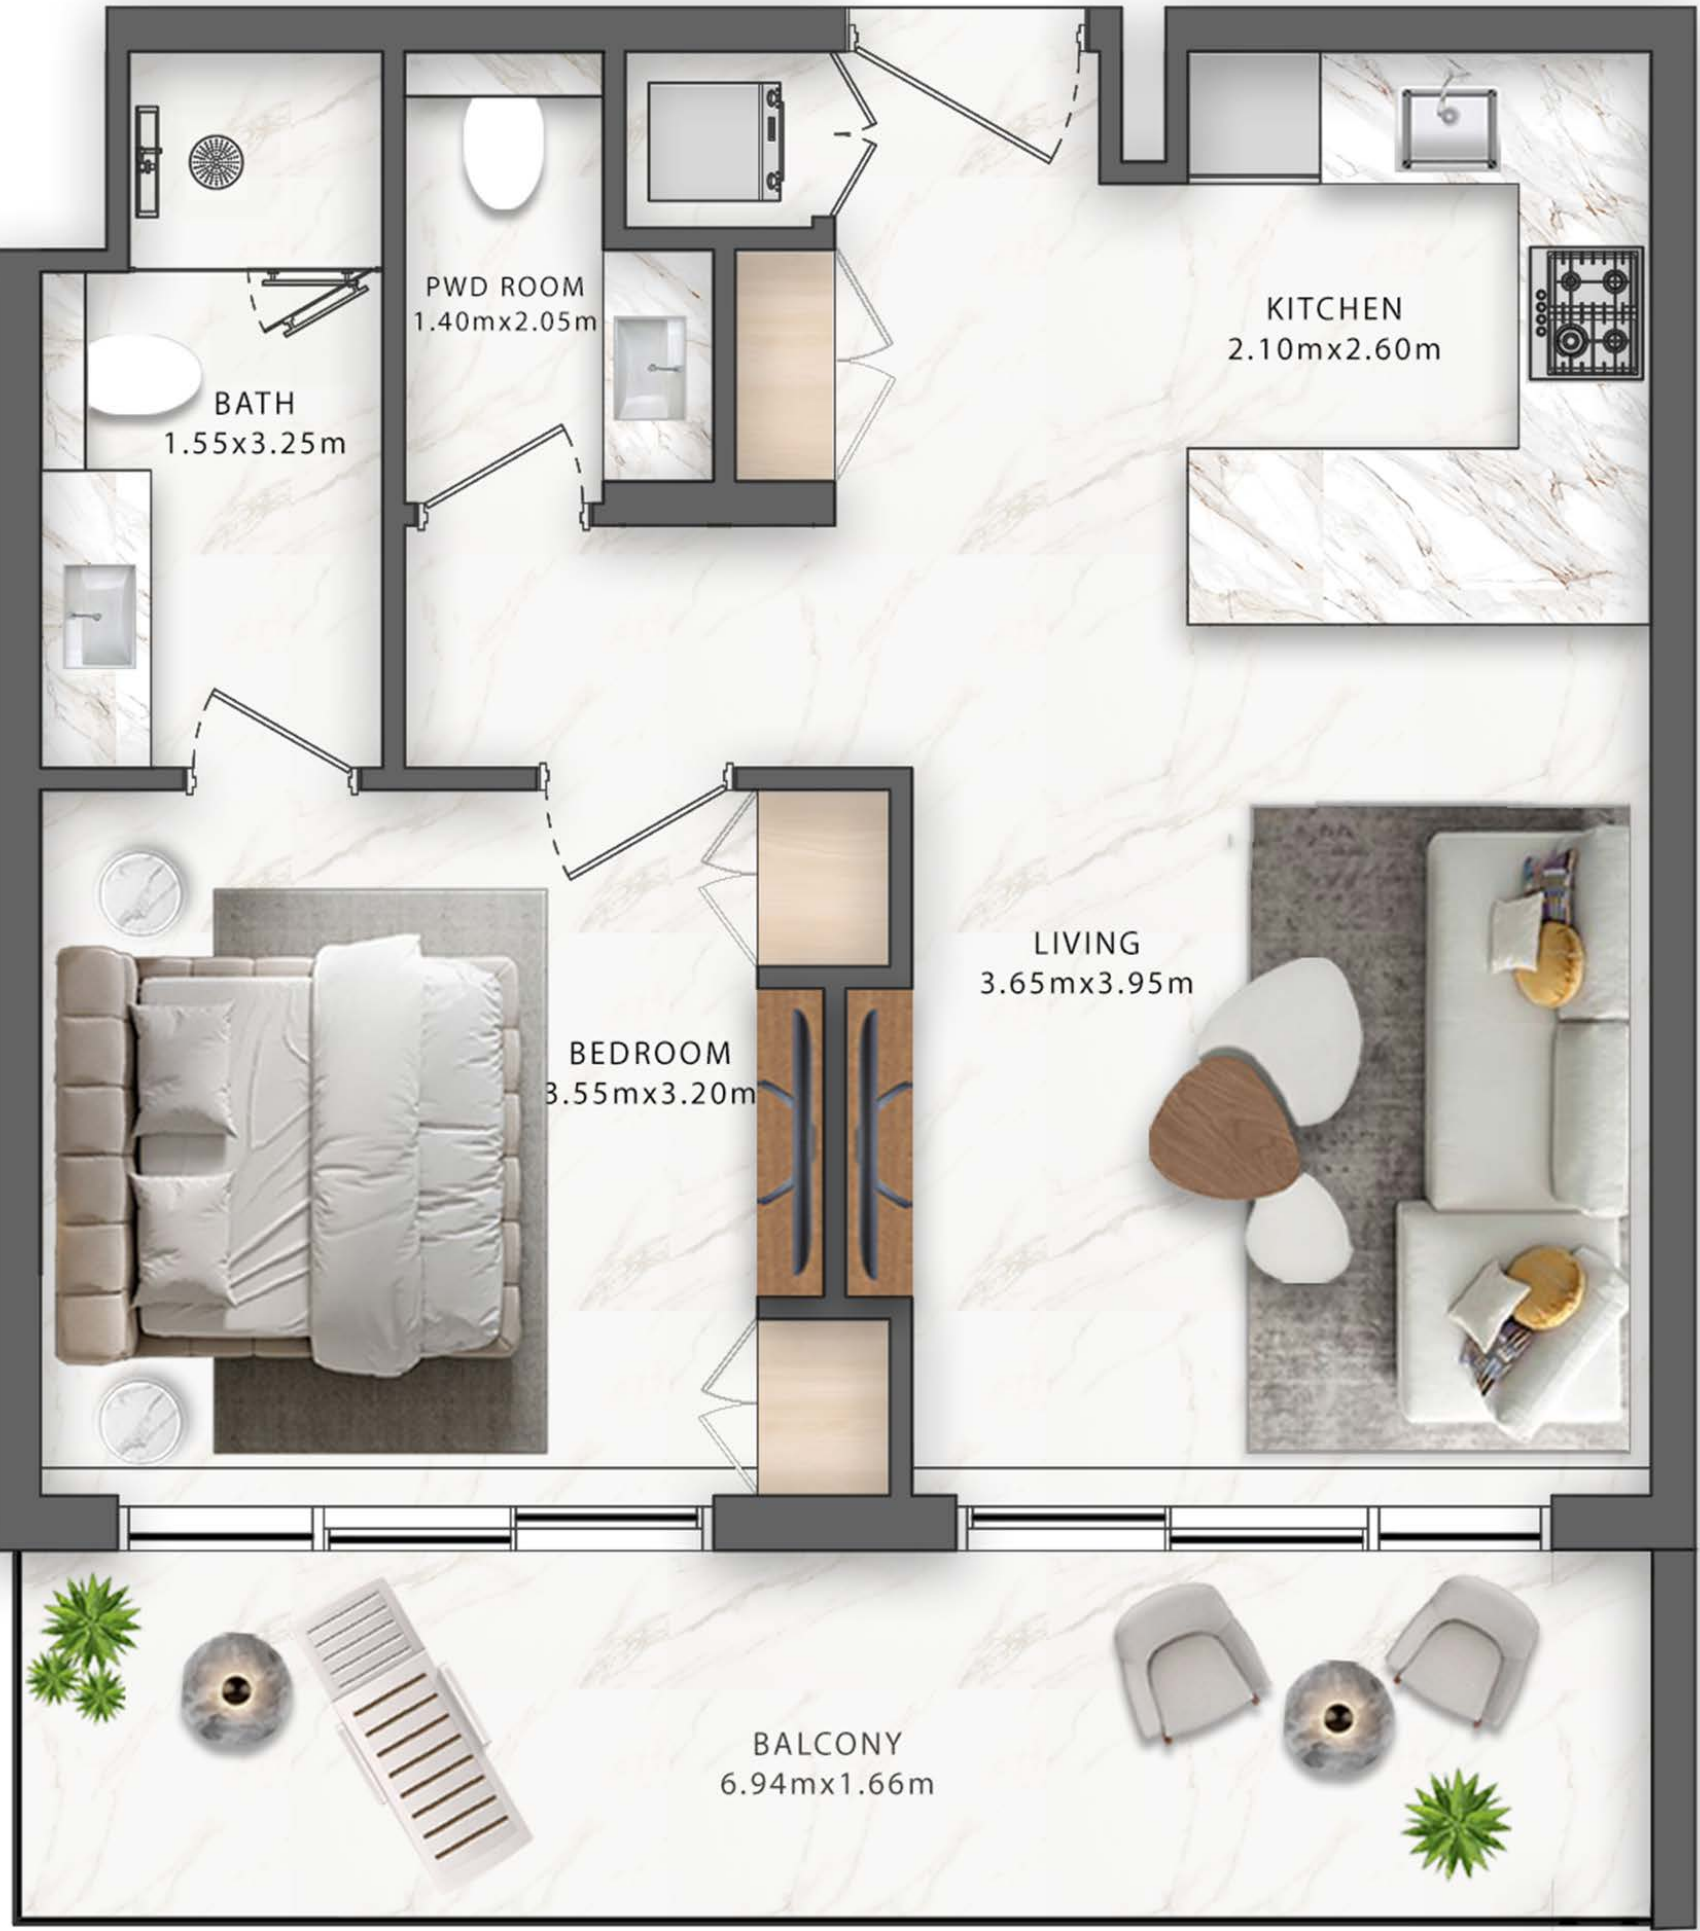 PWD ROOM
1.40mx2.05m
KITCHEN
2.10mx2.60m
BATH
1.55x3.25m
LIVING
3.65mx3.95m
BEDROOM
3.55mx3.20m
BALCONY
6.94mx1.66m